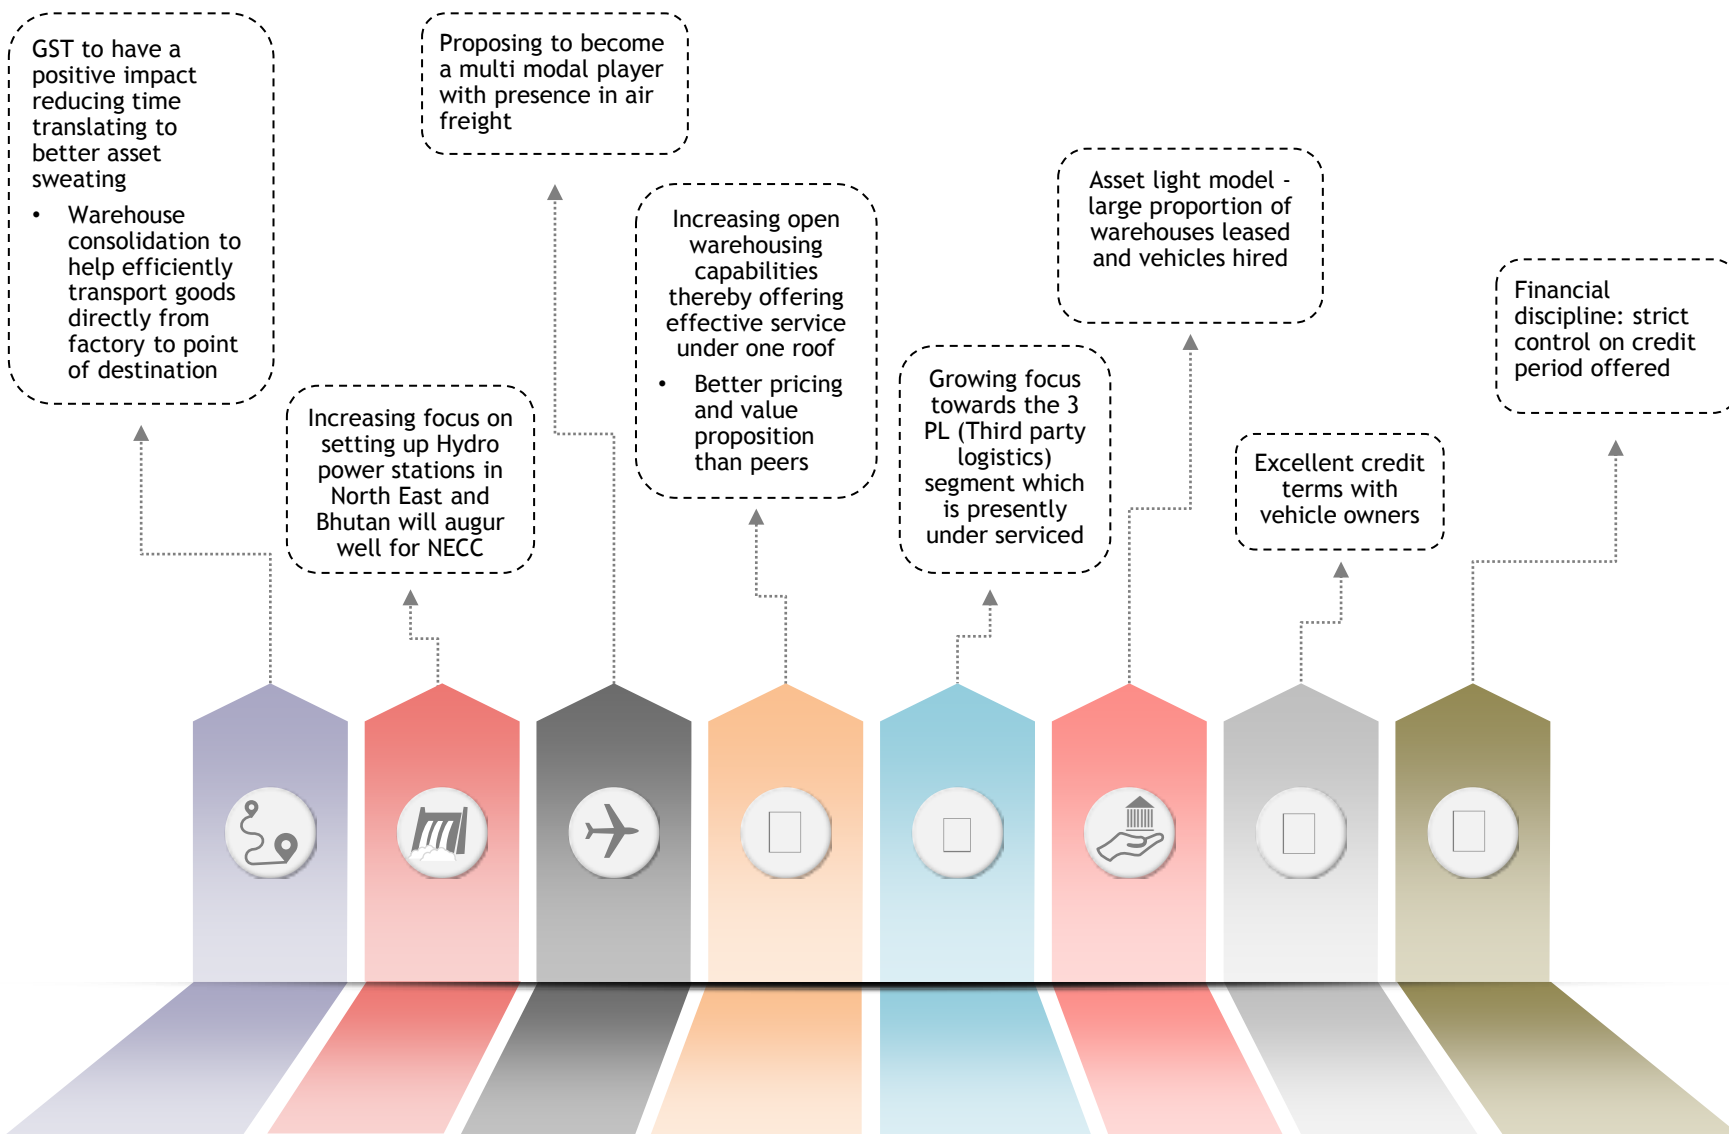 GST to have a
positive impact
reducing time
translating to
better asset
sweating
• Warehouse
consolidation to
help efficiently
transport goods
directly from
factory to point
of destination
Increasing focus on
setting up Hydro
power stations in
North East and
Bhutan will augur
well for NECC
Proposing to become
a multi modal player
with presence in air
freight
Increasing open
warehousing
capabilities
thereby offering
effective service
under one roof
• Better pricing
and value
proposition
than peers
Growing focus
towards the 3
PL (Third party
logistics)
segment which
is presently
under serviced
Asset light model -
large proportion of
warehouses leased
and vehicles hired
Excellent credit
terms with
vehicle owners
Financial
discipline: strict
control on credit
period offered